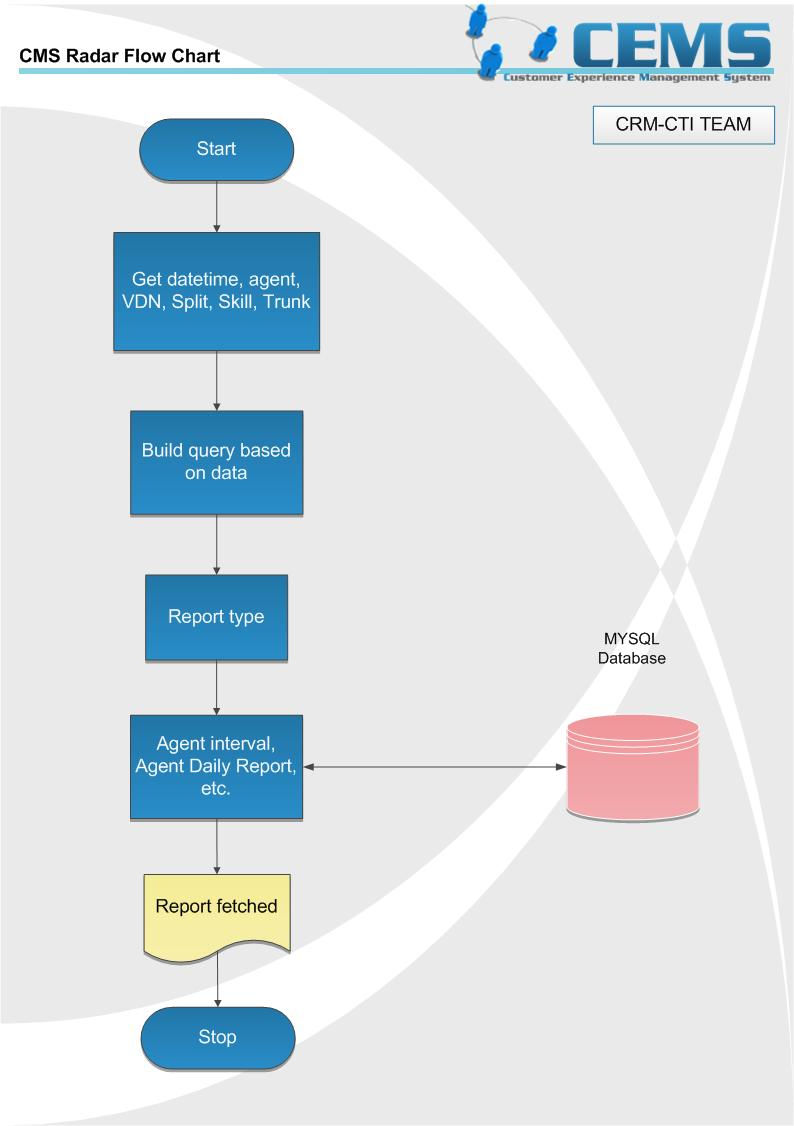 CMS Radar Flow Chart
CEMS
Customer Experience Management System
CRM-CTI TEAM
Start
Get datetime, agent,
VDN, Split, Skill, Trunk
Build query based
on data
Report type
MYSQL
Database
Agent interval,
Agent Daily Report,
etc.
Report fetched
Stop